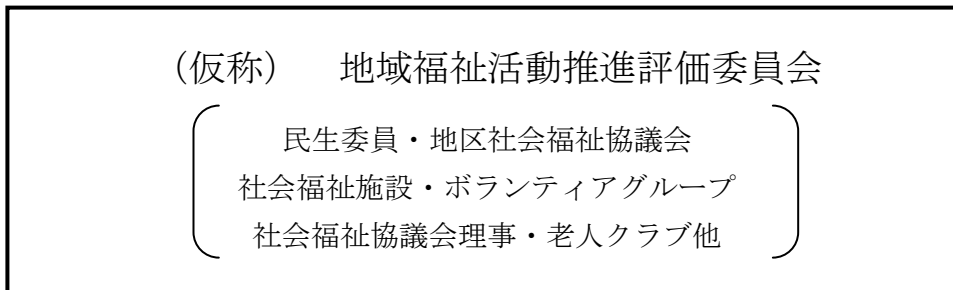 （仮称）　地域福祉活動推進評価委員会
民生委員・地区社会福祉協議会
社会福祉施設・ボランティアグループ
社会福祉協議会理事・老人クラブ他